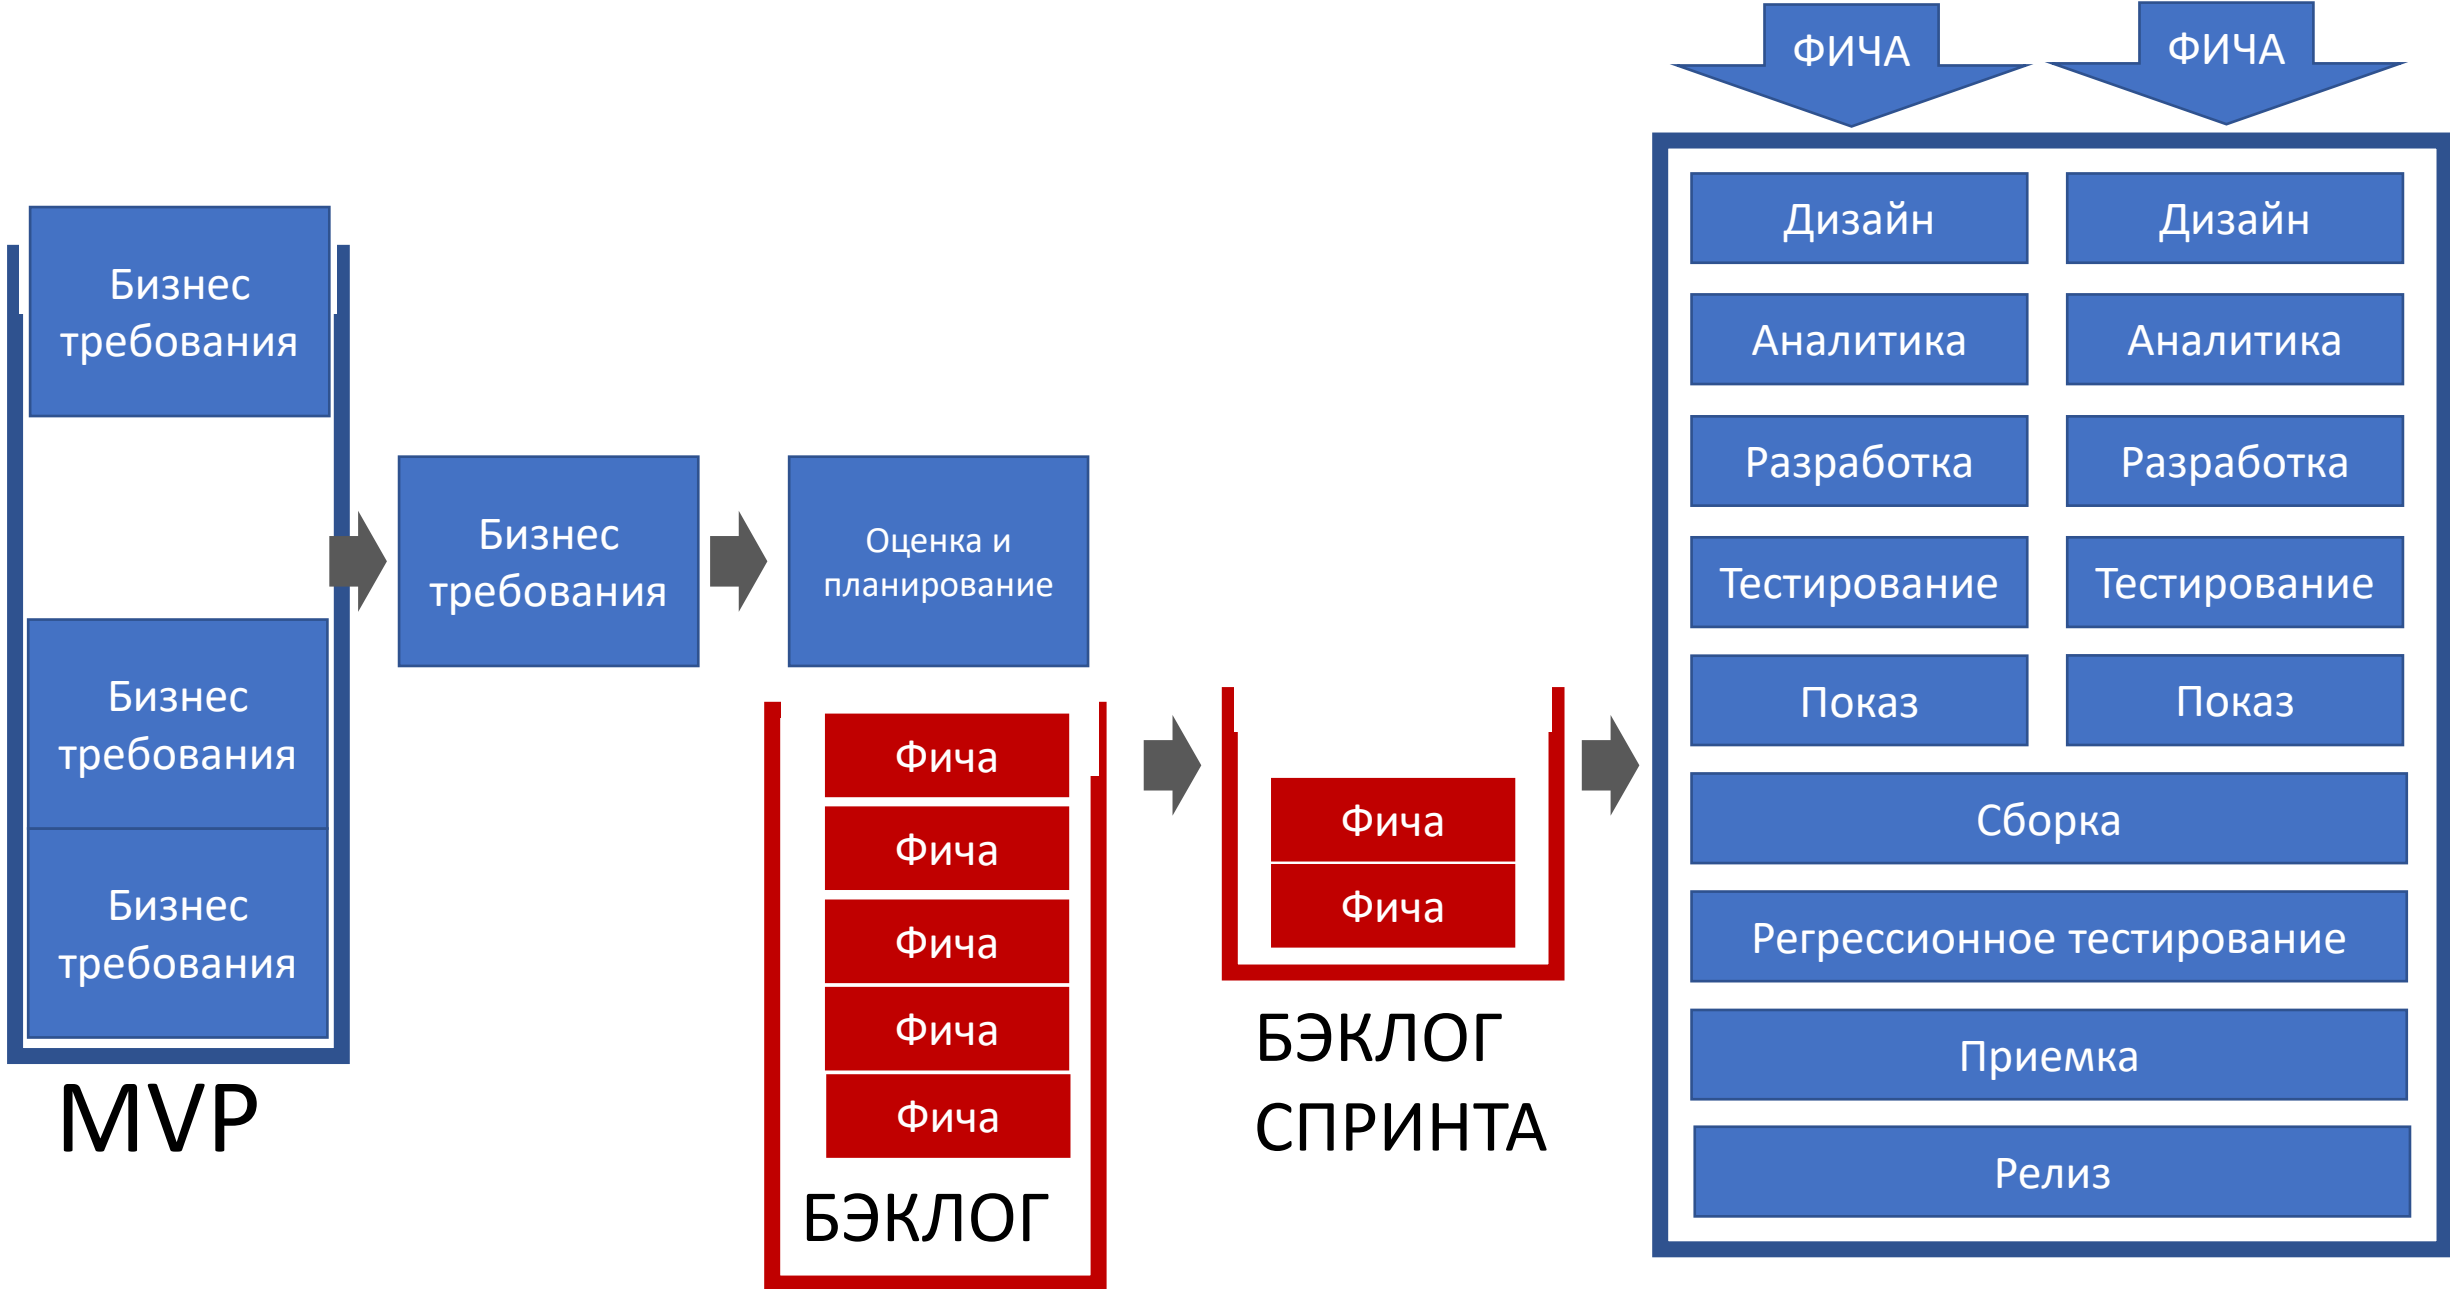 Бизнес
требования
Бизнес
требования
Бизнес
требования
MVP
Бизнес
требования
Оценка и
планирование
Фича
Фича
Фича
Фича
Фича
БЭКЛОГ
Фича
Фича
БЭКЛОГ
СПРИНТА
ФИЧА
ФИЧА
Дизайн
Дизайн
Аналитика
Аналитика
Разработка
Разработка
Тестирование
Тестирование
Показ
Показ
Сборка
Регрессионное тестирование
Приемка
Релиз